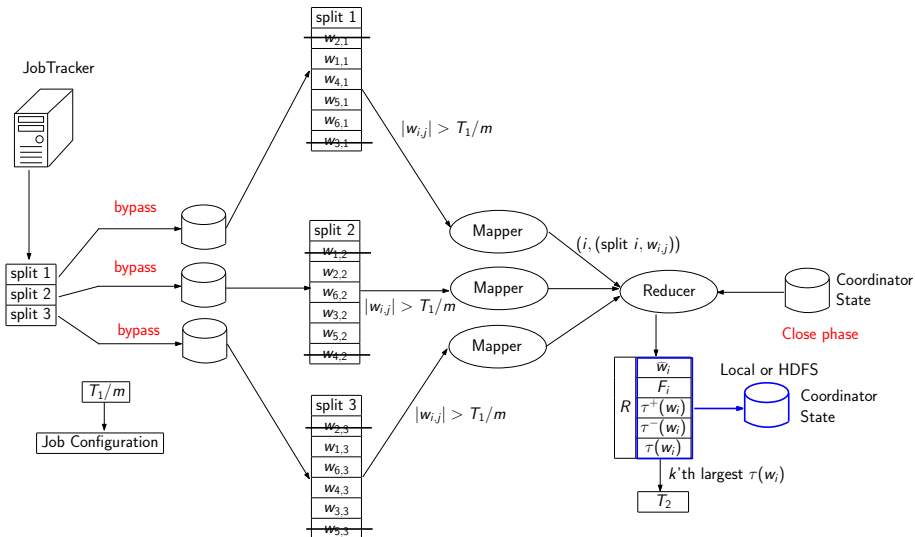 JobTracker
split 1
split 2
split 3
T₁/m
Job Configuration
bypass
bypass
bypass
split 1
w₂,₁
w₁,₁
w₄,₁
w₅,₁
w₆,₁
w₃,₁
split 2
w₁,₂
w₂,₂
w₆,₂
w₃,₂
w₅,₂
w₄,₂
split 3
w₂,₃
w₁,₃
w₆,₃
w₄,₃
w₃,₃
w₅,₃
|wᵢ,ⱼ| > T₁/m
|wᵢ,ⱼ| > T₁/m
|wᵢ,ⱼ| > T₁/m
Mapper
Mapper
Mapper
(i, (split i, wᵢ,ⱼ))
Reducer
Coordinator
State
Close phase
R
w̄ᵢ
Fᵢ
τ⁺(wᵢ)
τ⁻(wᵢ)
τ(wᵢ)
Local or HDFS
Coordinator
State
k'th largest τ(wᵢ)
T₂